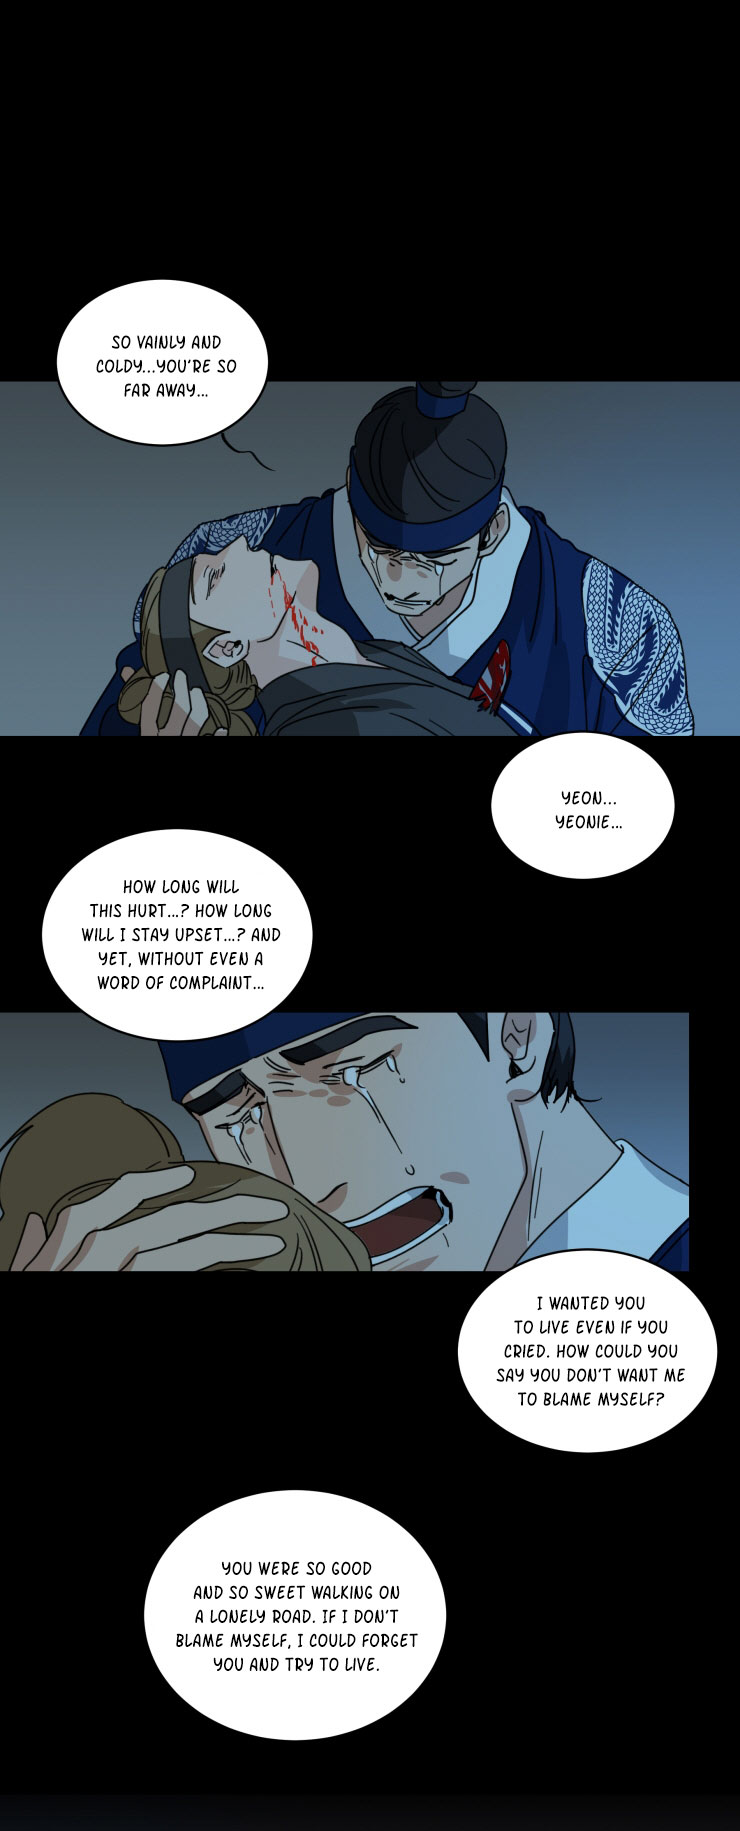 SO VAINLY AND
COLDY...YOU'RE SO
FAR AWAY...
YEON...
YEONIE...
HOW LONG WILL
THIS HURT...? HOW LONG
WILL I STAY UPSET...? AND
YET, WITHOUT EVEN A
WORD OF COMPLAINT...
I WANTED YOU
TO LIVE EVEN IF YOU
CRIED. HOW COULD YOU
SAY YOU DON'T WANT ME
TO BLAME MYSELF?
YOU WERE SO GOOD
AND SO SWEET WALKING ON
A LONELY ROAD. IF I DON'T
BLAME MYSELF, I COULD FORGET
YOU AND TRY TO LIVE.